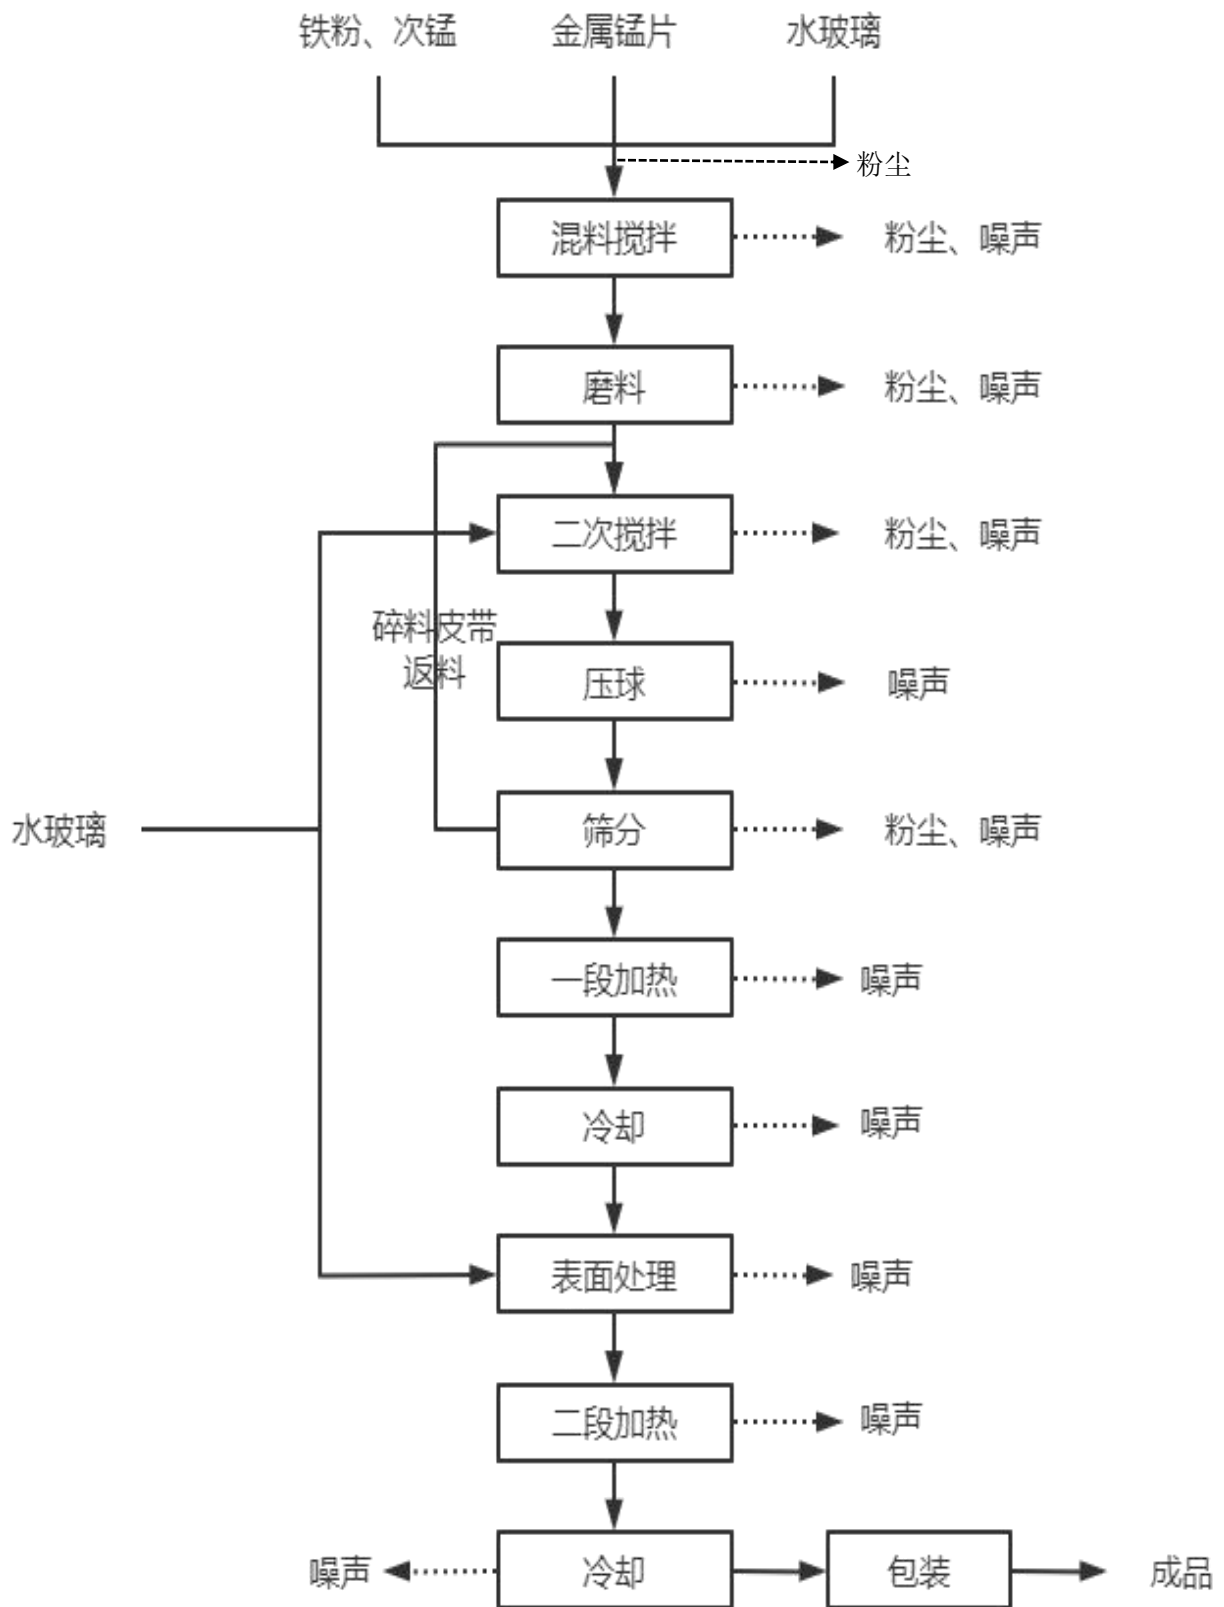 铁粉、次锰 金属锰片 水玻璃
粉尘
混料搅拌 粉尘、噪声
磨料 粉尘、噪声
二次搅拌 粉尘、噪声
碎料皮带
返料
压球 噪声
水玻璃 筛分 粉尘、噪声
一段加热 噪声
冷却 噪声
表面处理 噪声
二段加热 噪声
噪声 冷却 包装 成品